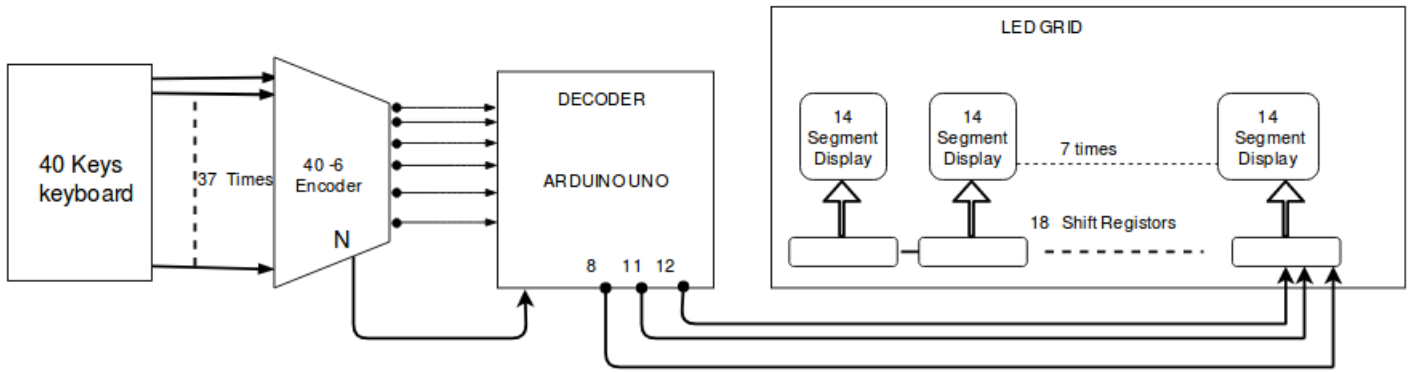 LED GRID
40 Keys
keyboard
37 Times
40 -6
Encoder
N
DECODER
ARDUINO UNO
8 11 12
14
Segment
Display
14
Segment
Display
7 times
14
Segment
Display
18 Shift Registors